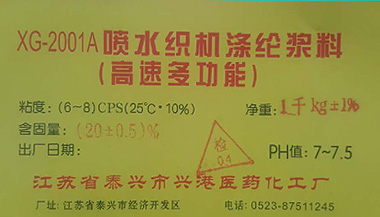 XG-2001A 喷水织机涤纶浆料
(高速多功能)
粘度：(6~8)CPS(25℃·10%) 净重：1千kg±1%
含固量：(20±0.5)%
出厂日期： 检 04 PH值：7~7.5
江苏省泰兴市兴港医药化工厂
厂址：江苏省泰兴市经济开发区 电话：0523-87511245